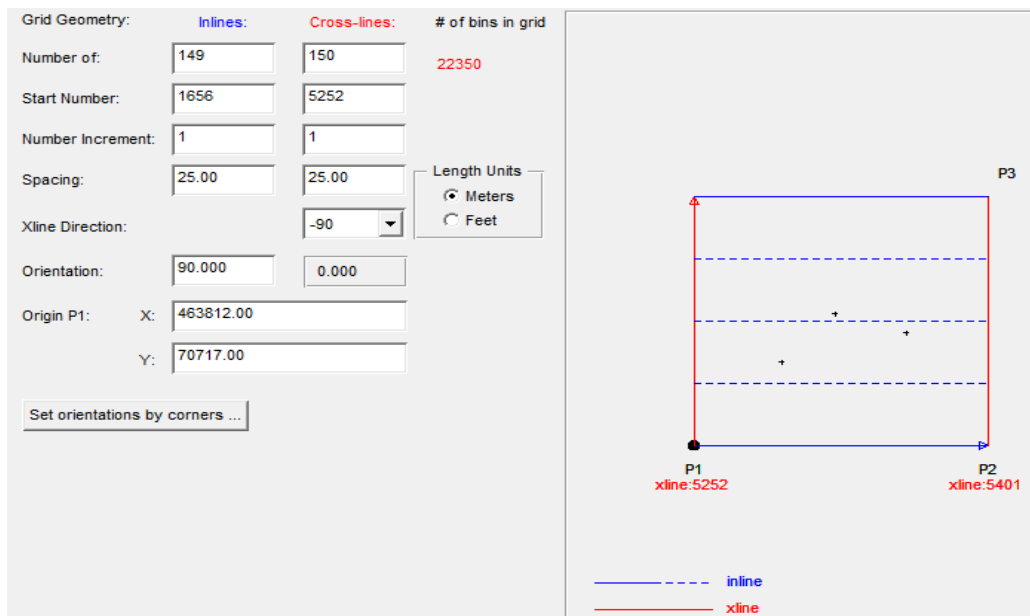 Grid Geometry: Inlines: Cross-lines: # of bins in grid
Number of: 149 150 22350
Start Number: 1656 5252
Number Increment: 1 1
Spacing: 25.00 25.00
Length Units
Meters
Feet
Xline Direction: -90
Orientation: 90.000 0.000
Origin P1: X: 463812.00
Y: 70717.00
Set orientations by corners ...
P3
P1 P2
xline:5252 xline:5401
inline
xline